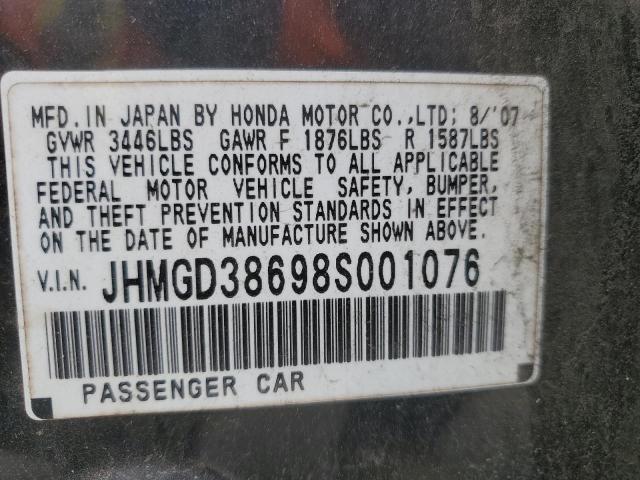 MFD. IN JAPAN BY HONDA MOTOR CO.,LTD; 8/'07
GVWR 3446LBS GAWR F 1876LBS R 1587LBS
THIS VEHICLE CONFORMS TO ALL APPLICABLE
FEDERAL MOTOR VEHICLE SAFETY, BUMPER,
AND THEFT PREVENTION STANDARDS IN EFFECT
ON THE DATE OF MANUFACTURE SHOWN ABOVE.
V.I.N. JHMGD38698S001076
PASSENGER CAR